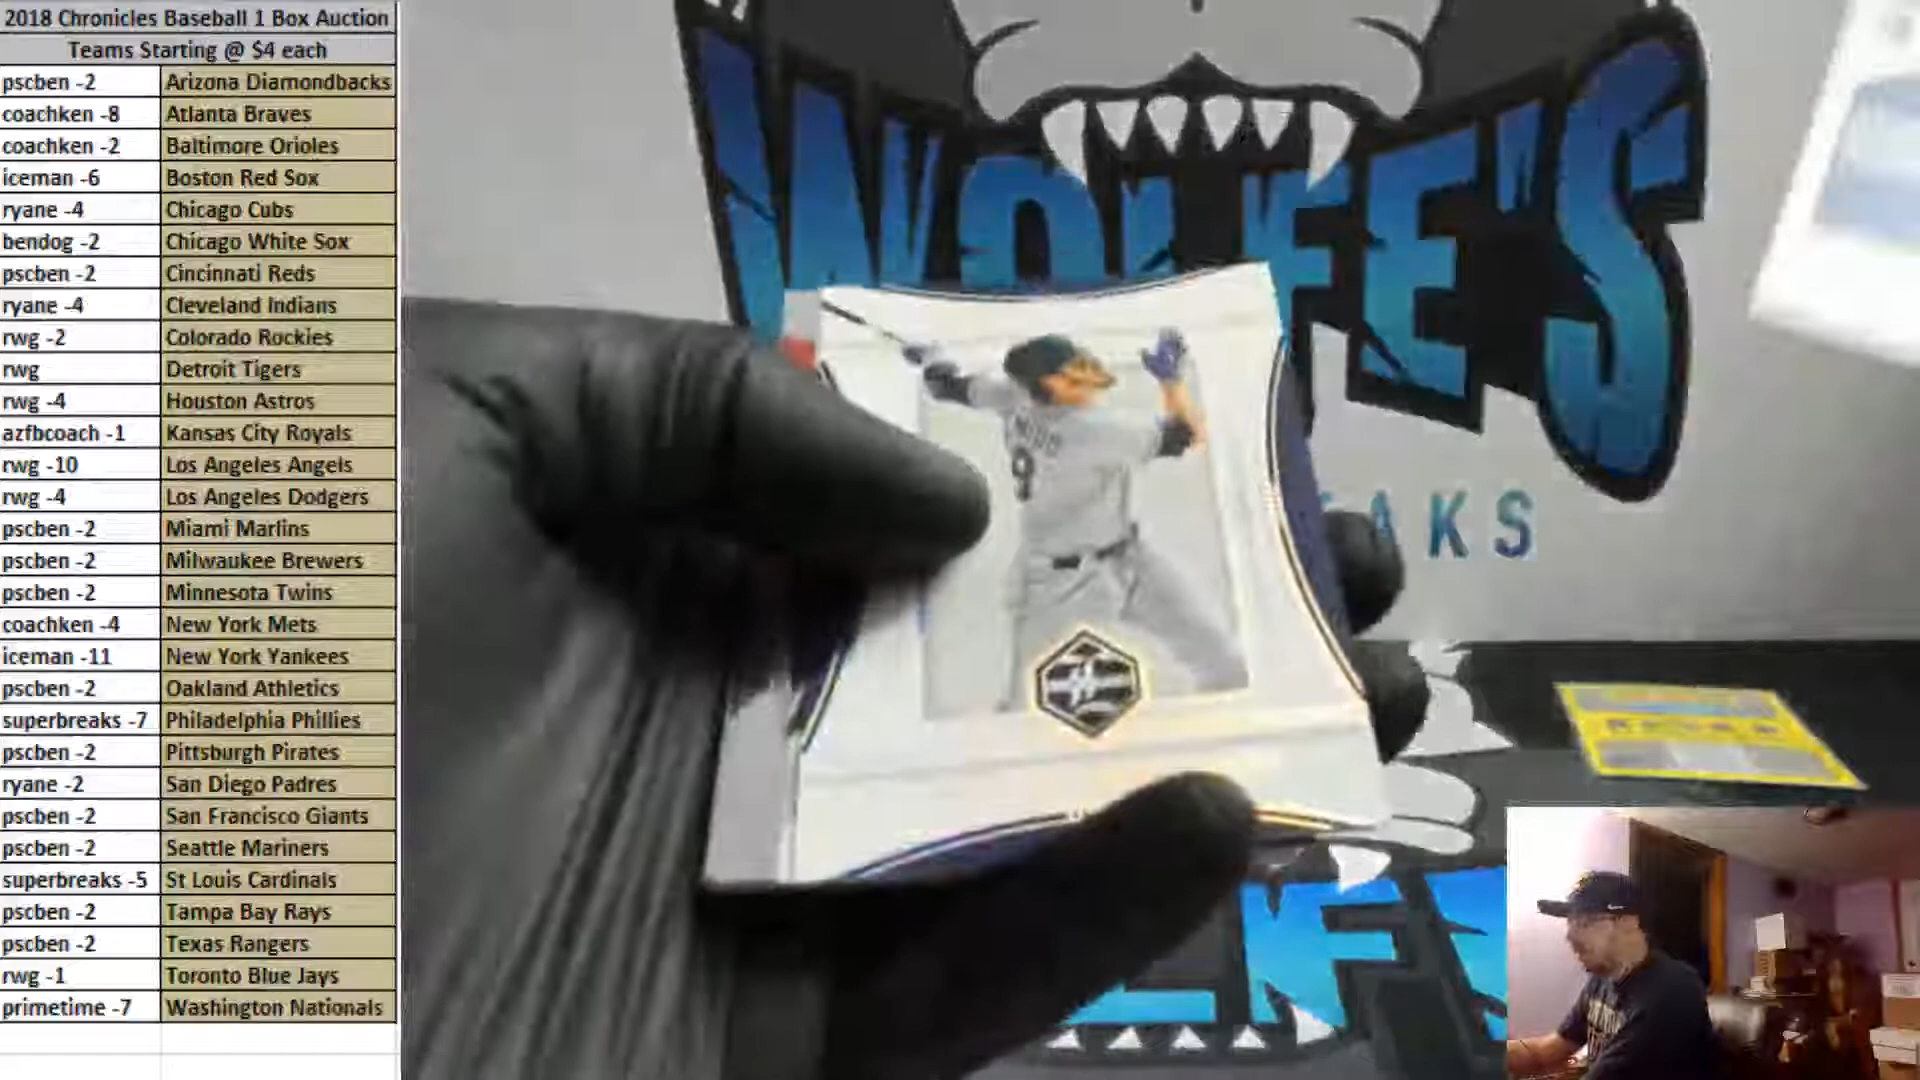 2018 Chronicles Baseball 1 Box Auction
Teams Starting @ $4 each
pscben -2 Arizona Diamondbacks
coachken -8 Atlanta Braves
coachken -2 Baltimore Orioles
iceman -6 Boston Red Sox
ryane -4 Chicago Cubs
bendog -2 Chicago White Sox
pscben -2 Cincinnati Reds
ryane -4 Cleveland Indians
rwg -2 Colorado Rockies
rwg Detroit Tigers
rwg -4 Houston Astros
azfbcoach -1 Kansas City Royals
rwg -10 Los Angeles Angels
rwg -4 Los Angeles Dodgers
pscben -2 Miami Marlins
pscben -2 Milwaukee Brewers
pscben -2 Minnesota Twins
coachken -4 New York Mets
iceman -11 New York Yankees
pscben -2 Oakland Athletics
superbreaks -7 Philadelphia Phillies
pscben -2 Pittsburgh Pirates
ryane -2 San Diego Padres
pscben -2 San Francisco Giants
pscben -2 Seattle Mariners
superbreaks -5 St Louis Cardinals
pscben -2 Tampa Bay Rays
pscben -2 Texas Rangers
rwg -1 Toronto Blue Jays
primetime -7 Washington Nationals
WOLFE'S
AKS
9